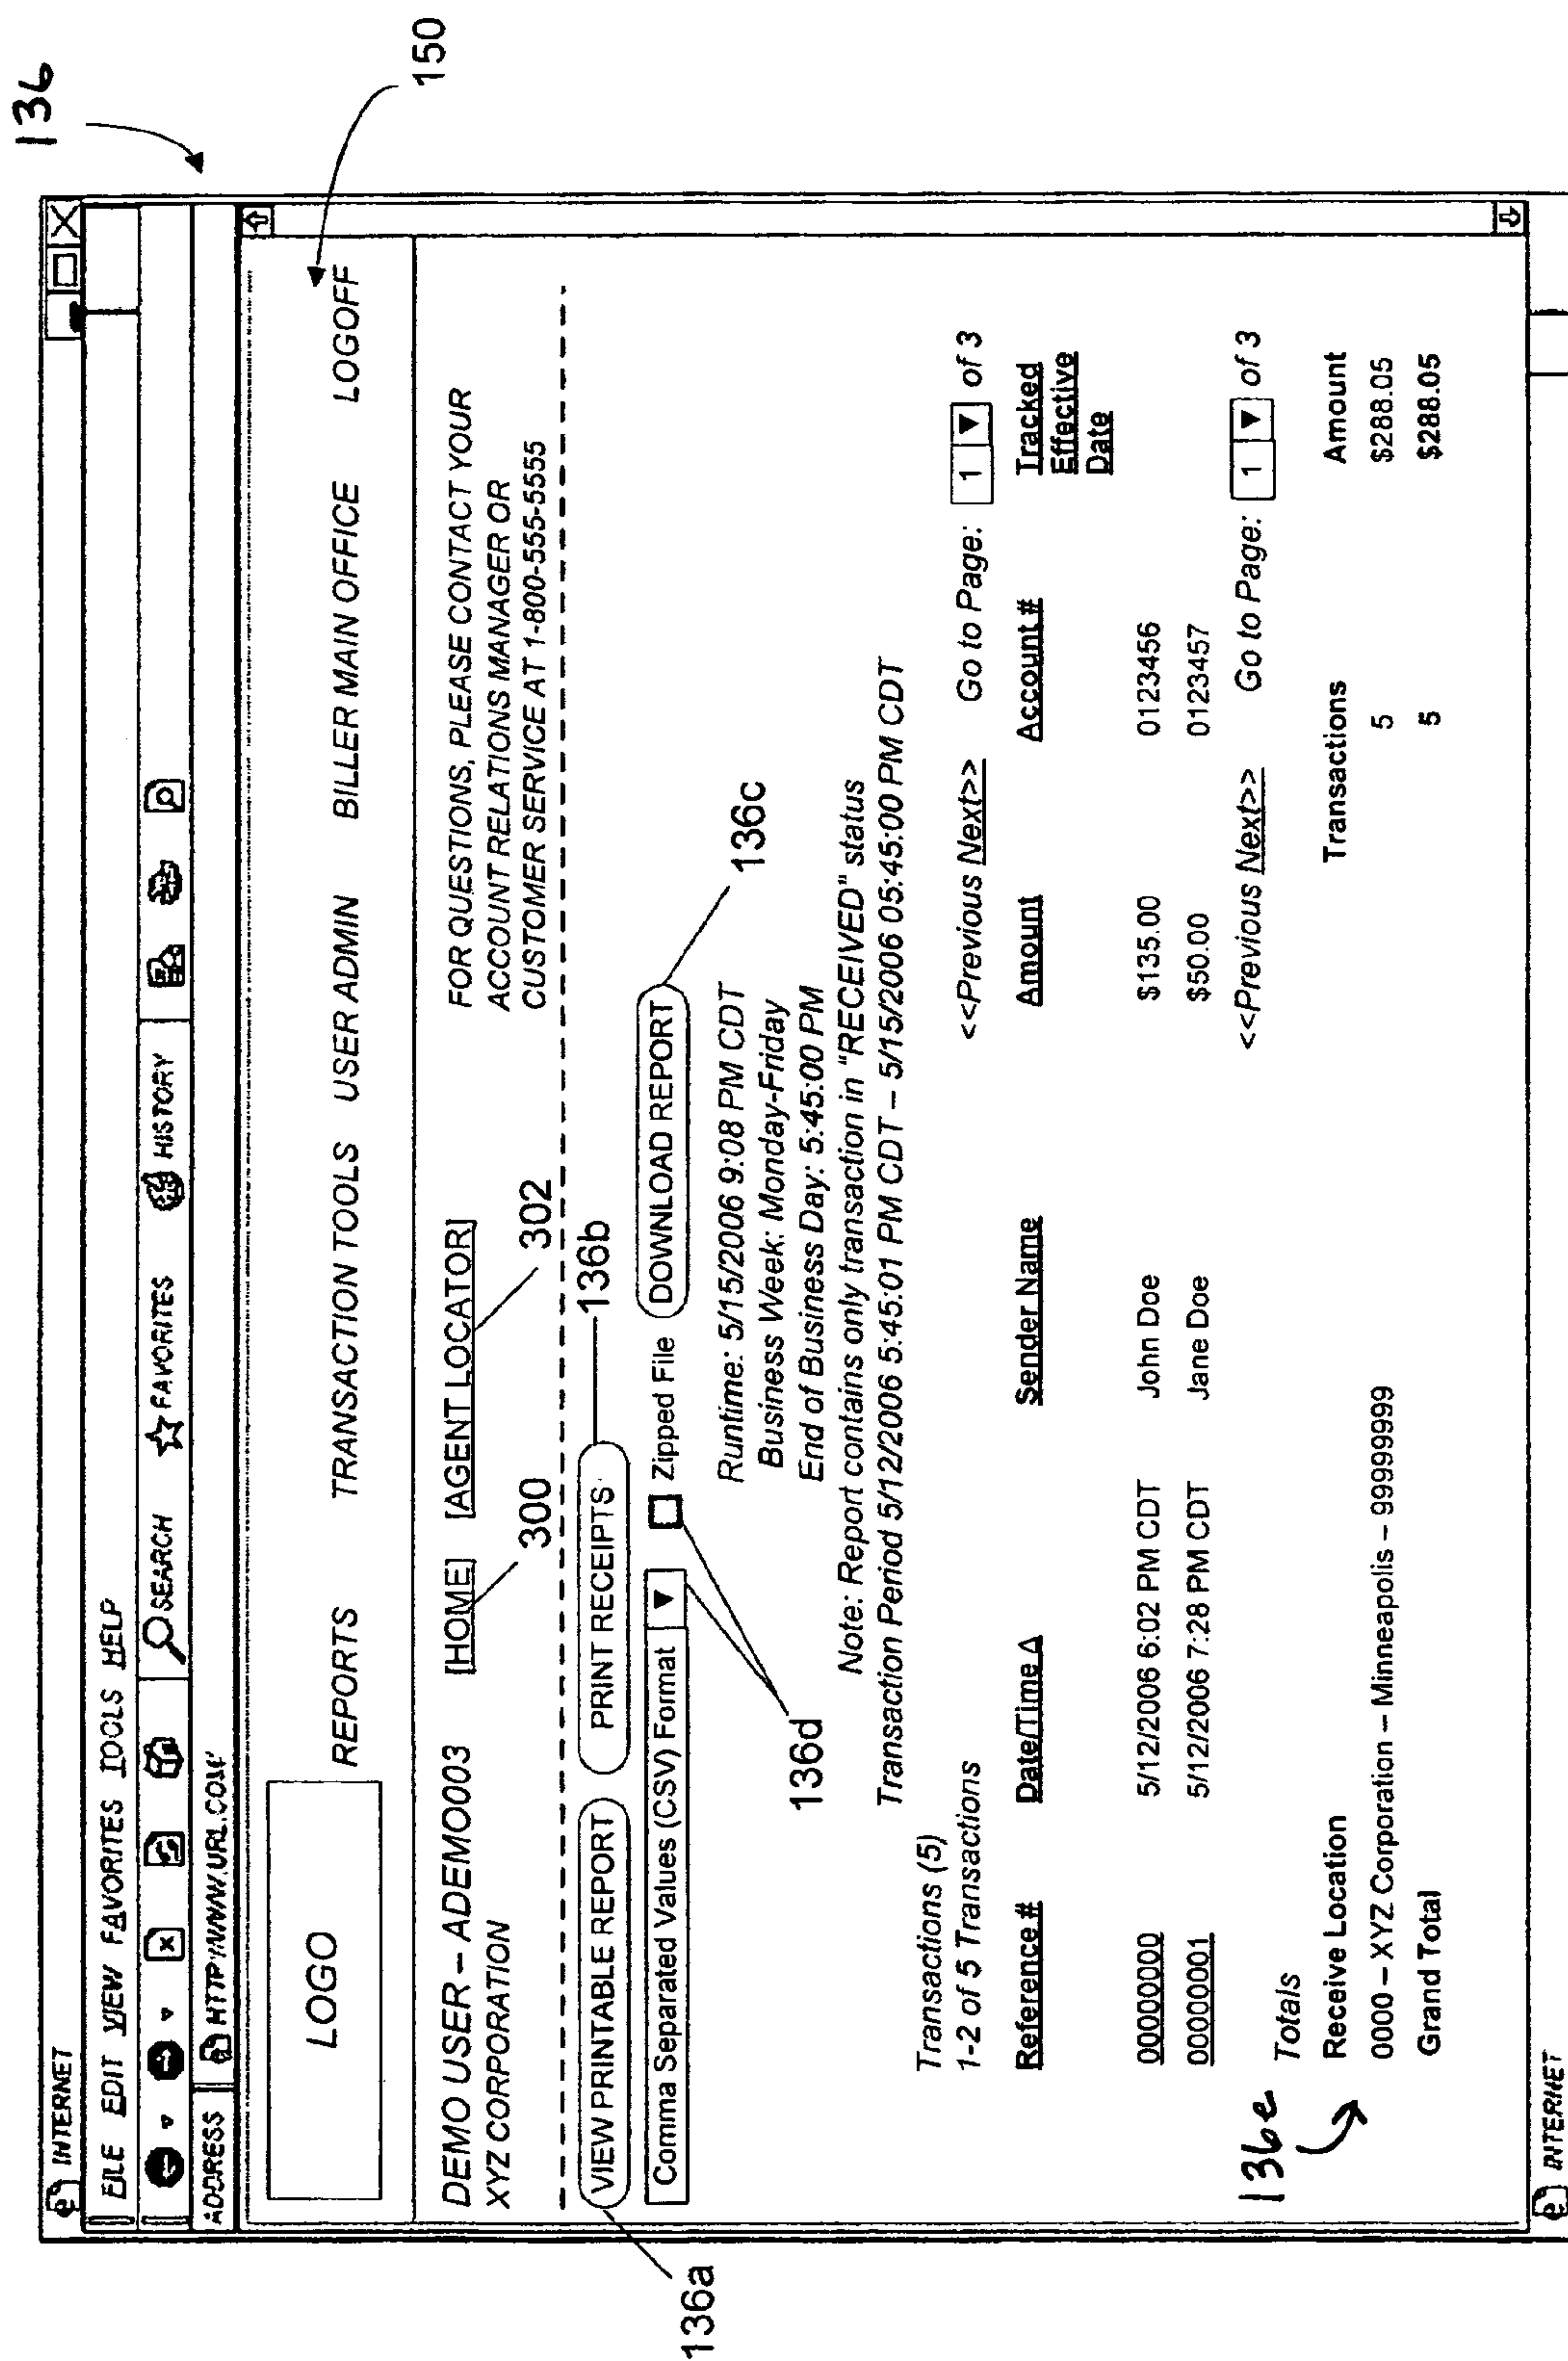 136
INTERNET
FILE EDIT VIEW FAVORITES TOOLS HELP
SEARCH FAVORITES HISTORY
ADDRESS HTTP://WWW.URL.COM/
150
LOGO
REPORTS TRANSACTION TOOLS USER ADMIN BILLER MAIN OFFICE LOGOFF
DEMO USER – ADEMO003 [HOME] [AGENT LOCATOR] FOR QUESTIONS, PLEASE CONTACT YOUR
XYZ CORPORATION ACCOUNT RELATIONS MANAGER OR
300 302 CUSTOMER SERVICE AT 1-800-555-5555
136b
VIEW PRINTABLE REPORT PRINT RECEIPTS
Comma Separated Values (CSV) Format ▼ Zipped File DOWNLOAD REPORT
136a
136c
Runtime: 5/15/2006 9:08 PM CDT
Business Week: Monday-Friday
136d
End of Business Day: 5:45:00 PM
Note: Report contains only transaction in "RECEIVED" status
Transaction Period 5/12/2006 5:45:01 PM CDT – 5/15/2006 05:45:00 PM CDT
Transactions (5)
1-2 of 5 Transactions <<Previous Next>> Go to Page: 1 ▼ of 3
Reference # Date/Time Δ Sender Name Amount Account # Tracked
Effective
Date
00000000 5/12/2006 6:02 PM CDT John Doe $135.00 0123456
00000001 5/12/2006 7:28 PM CDT Jane Doe $50.00 0123457
<<Previous Next>> Go to Page: 1 ▼ of 3
136e
Totals
Receive Location Transactions Amount
0000 – XYZ Corporation – Minneapolis – 99999999 5 $288.05
Grand Total 5 $288.05
INTERNET